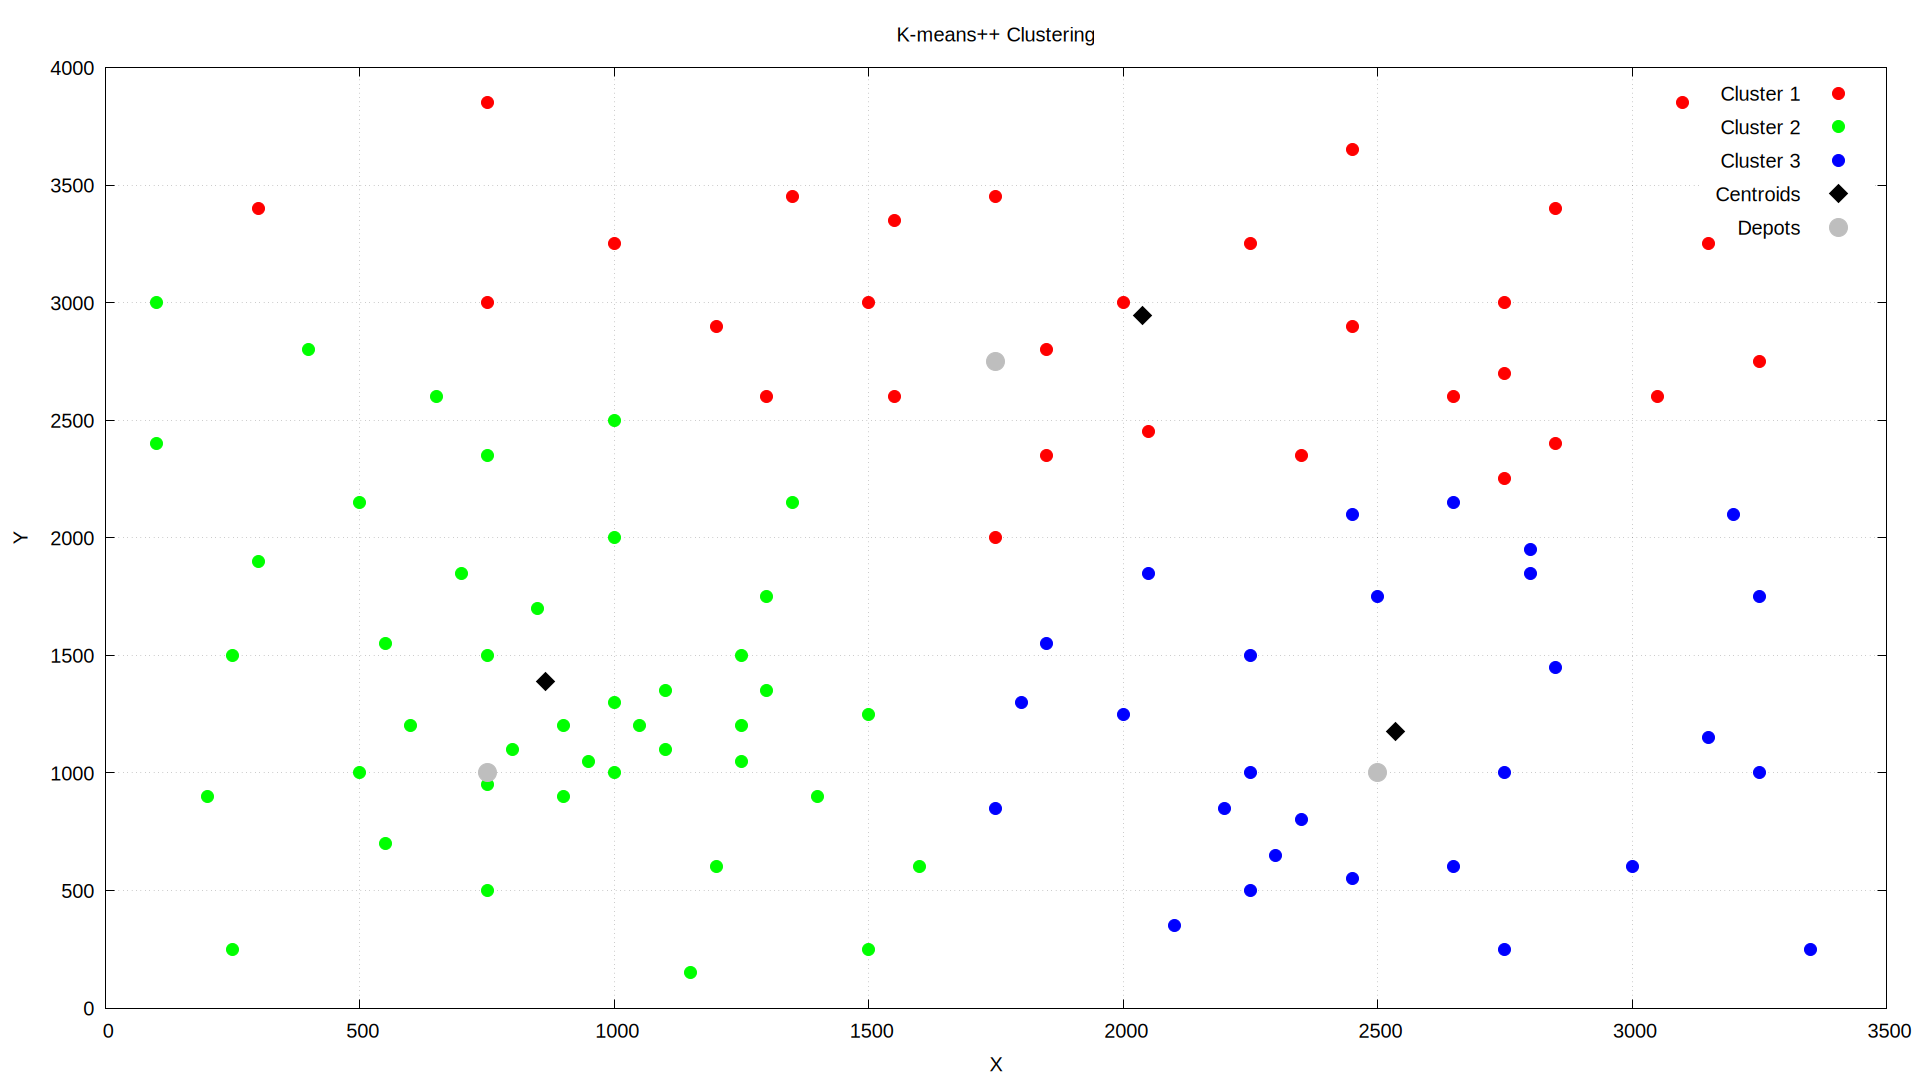 K-means++ Clustering
4000
3500
3000
2500
2000
1500
1000
500
0
Y
Cluster 1
Cluster 2
Cluster 3
Centroids
Depots
0 500 1000 1500 2000 2500 3000 3500
X